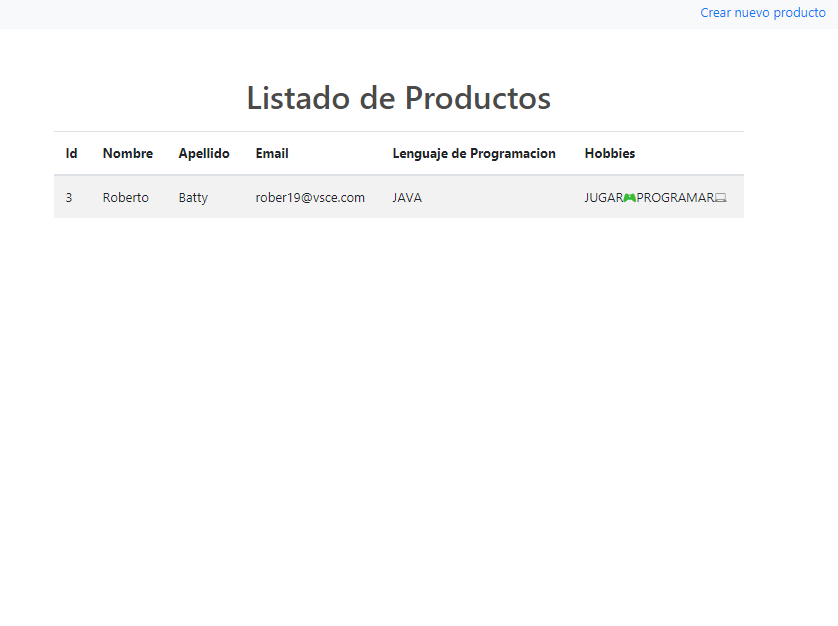 Crear nuevo producto
Listado de Productos
Id Nombre Apellido Email Lenguaje de Programacion Hobbies
3 Roberto Batty rober19@vsce.com JAVA JUGAR🎮PROGRAMAR💻